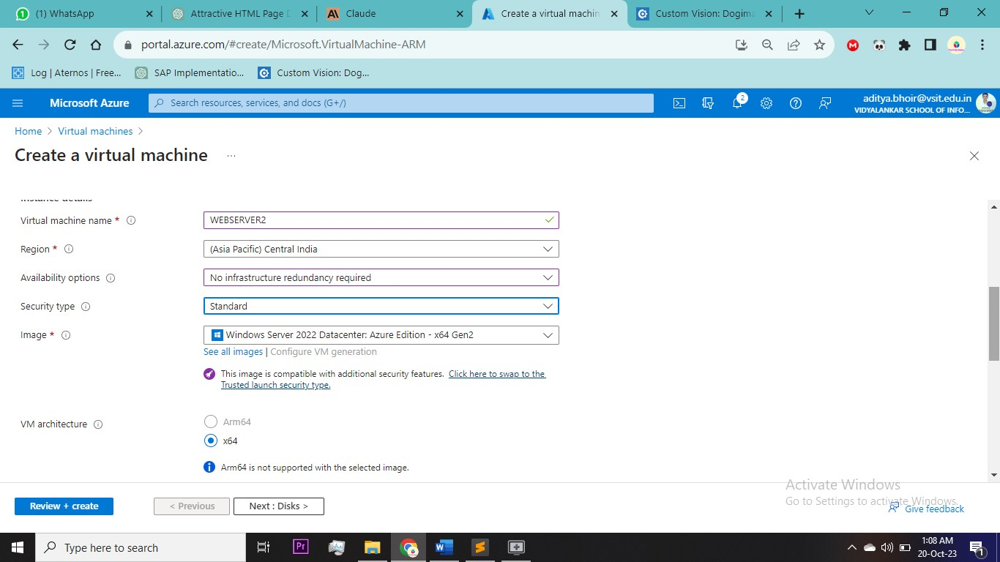 (1) WhatsApp
Attractive HTML Page D
Claude
Create a virtual machin
Custom Vision: Dogima
portal.azure.com/#create/Microsoft.VirtualMachine-ARM
Log | Aternos | Free...
SAP Implementatio...
Custom Vision: Dog...
Microsoft Azure
Search resources, services, and docs (G+/)
2
aditya.bhoir@vsit.edu.in
VIDYALANKAR SCHOOL OF INFO...
Home > Virtual machines >
Create a virtual machine ...
Instance details
Virtual machine name *
WEBSERVER2
Region *
(Asia Pacific) Central India
Availability options
No infrastructure redundancy required
Security type
Standard
Image *
Windows Server 2022 Datacenter: Azure Edition - x64 Gen2
See all images | Configure VM generation
This image is compatible with additional security features. Click here to swap to the
Trusted launch security type.
VM architecture
Arm64
x64
Arm64 is not supported with the selected image.
Activate Windows
Go to Settings to activate Windows.
Review + create
< Previous
Next : Disks >
Give feedback
Type here to search
Pr
1:08 AM
20-Oct-23
1